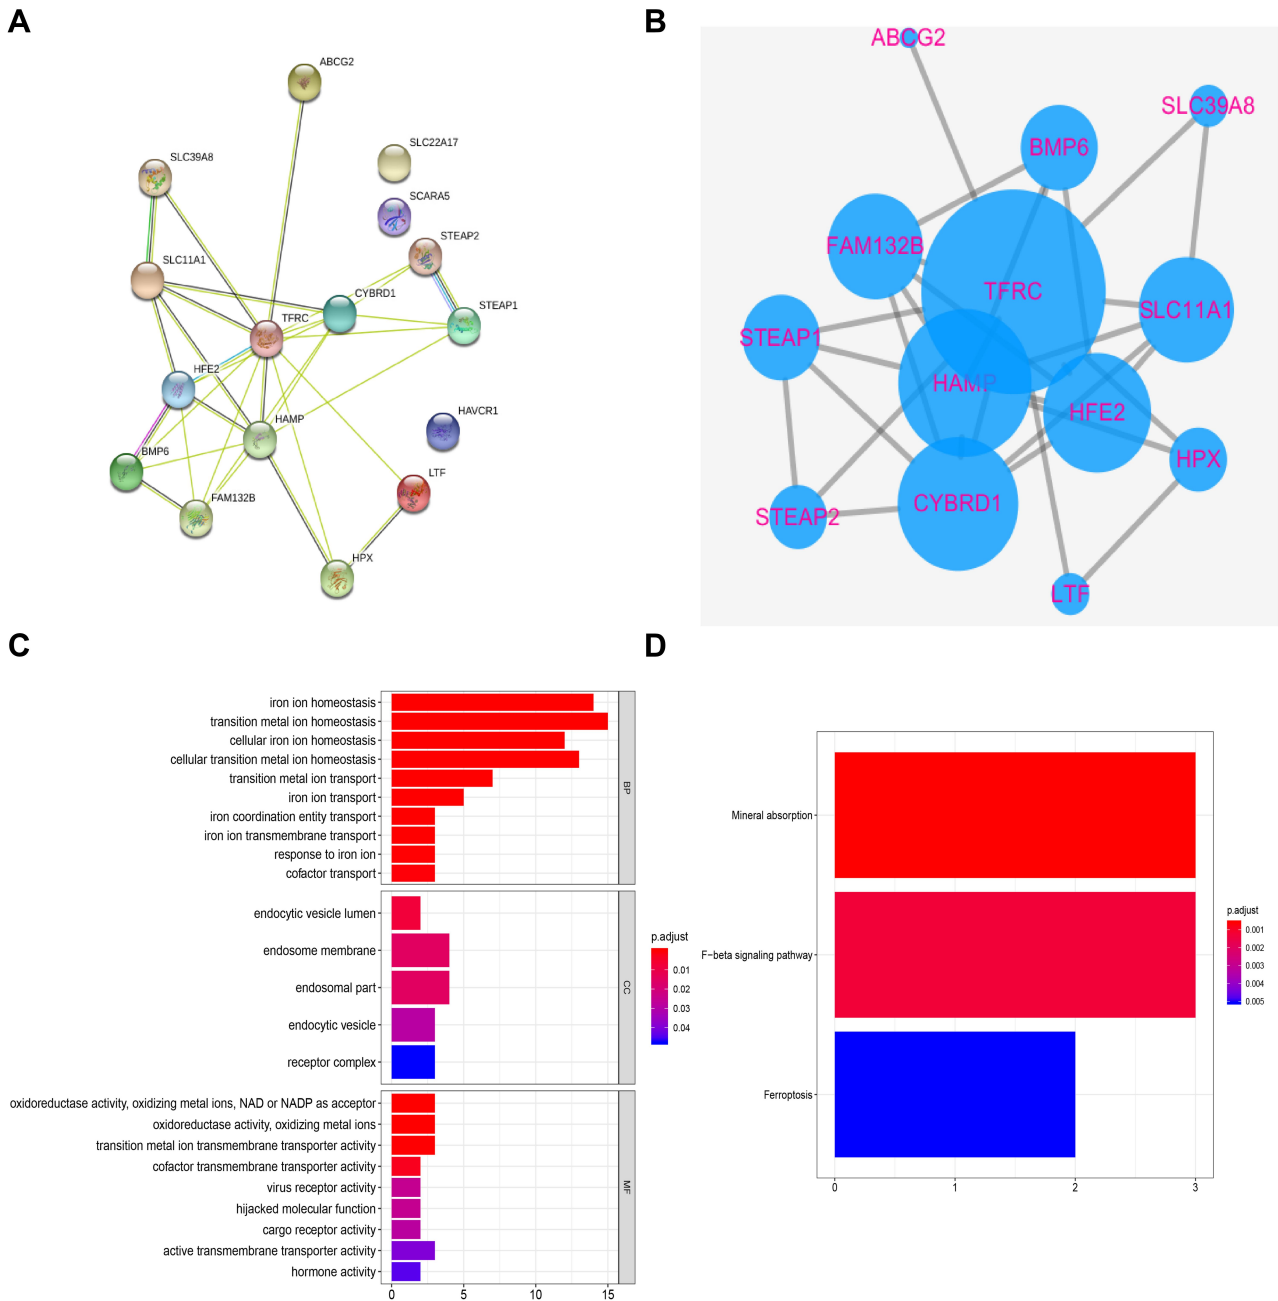 A
ABCG2
SLC22A17
SLC39A8
SCARA5
STEAP2
SLC11A1
CYBRD1
STEAP1
TFRC
HFE2
HAVCR1
HAMP
BMP6
LTF
FAM132B
HPX
B
ABCG2
SLC39A8
BMP6
FAM132B
TFRC
SLC11A1
STEAP1
HAMP
HFE2
HPX
CYBRD1
STEAP2
LTF
C
iron ion homeostasis
transition metal ion homeostasis
cellular iron ion homeostasis
cellular transition metal ion homeostasis
transition metal ion transport
iron ion transport
iron coordination entity transport
iron ion transmembrane transport
response to iron ion
cofactor transport
BP
endocytic vesicle lumen
endosome membrane
endosomal part
endocytic vesicle
receptor complex
CC
oxidoreductase activity, oxidizing metal ions, NAD or NADP as acceptor
oxidoreductase activity, oxidizing metal ions
transition metal ion transmembrane transporter activity
cofactor transmembrane transporter activity
virus receptor activity
hijacked molecular function
cargo receptor activity
active transmembrane transporter activity
hormone activity
MF
0 5 10 15
p.adjust
0.01
0.02
0.03
0.04
D
Mineral absorption
F−beta signaling pathway
Ferroptosis
0 1 2 3
p.adjust
0.001
0.002
0.003
0.004
0.005